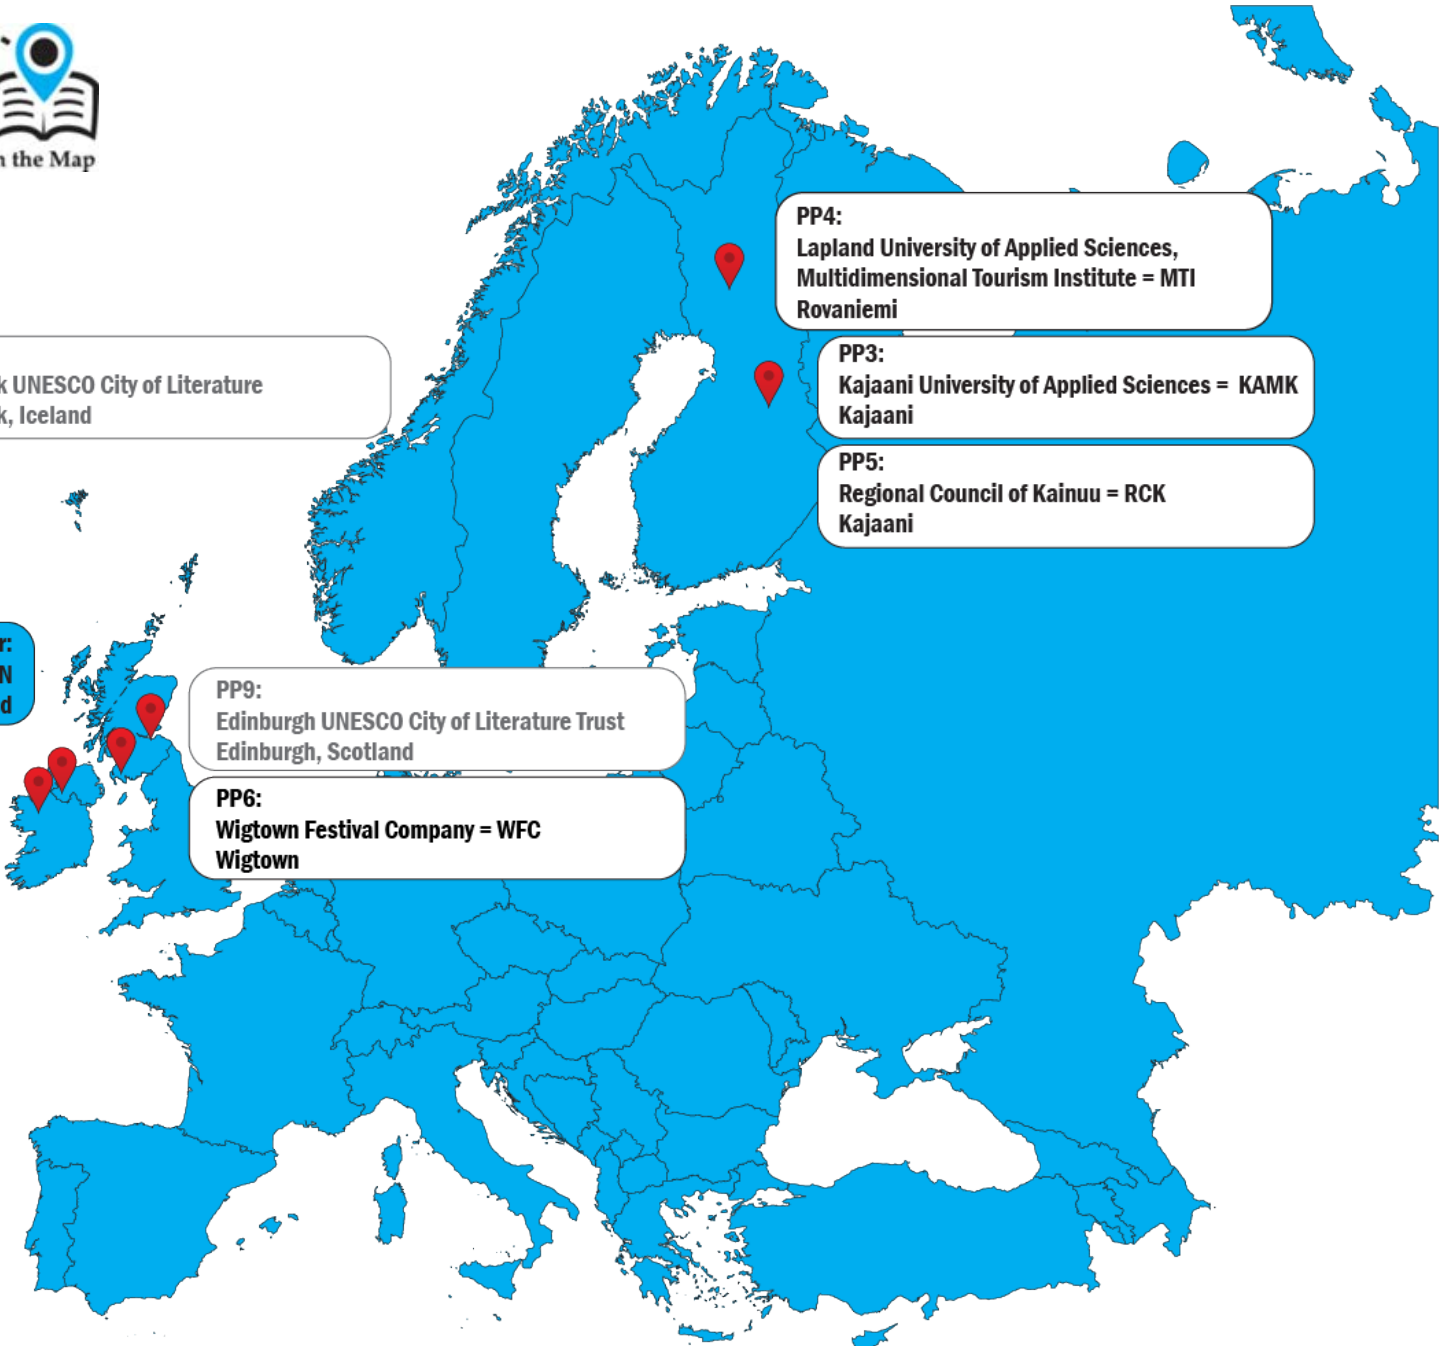 the Map
PP4:
Lapland University of Applied Sciences,
Multidimensional Tourism Institute = MTI
Rovaniemi
PP3:
Kajaani University of Applied Sciences = KAMK
Kajaani
UNESCO City of Literature
Iceland
PP5:
Regional Council of Kainuu = RCK
Kajaani
PP9:
Edinburgh UNESCO City of Literature Trust
Edinburgh, Scotland
PP6:
Wigtown Festival Company = WFC
Wigtown